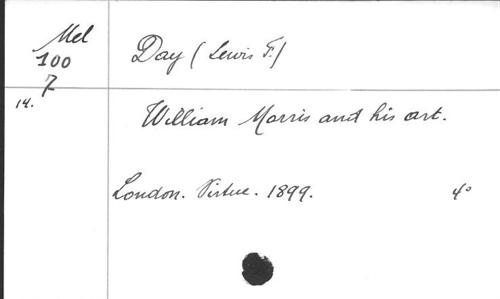 Mel
100
7
Day (Lewis F.)
14.
William Morris and his art.
London. Virtue. 1899. 4°